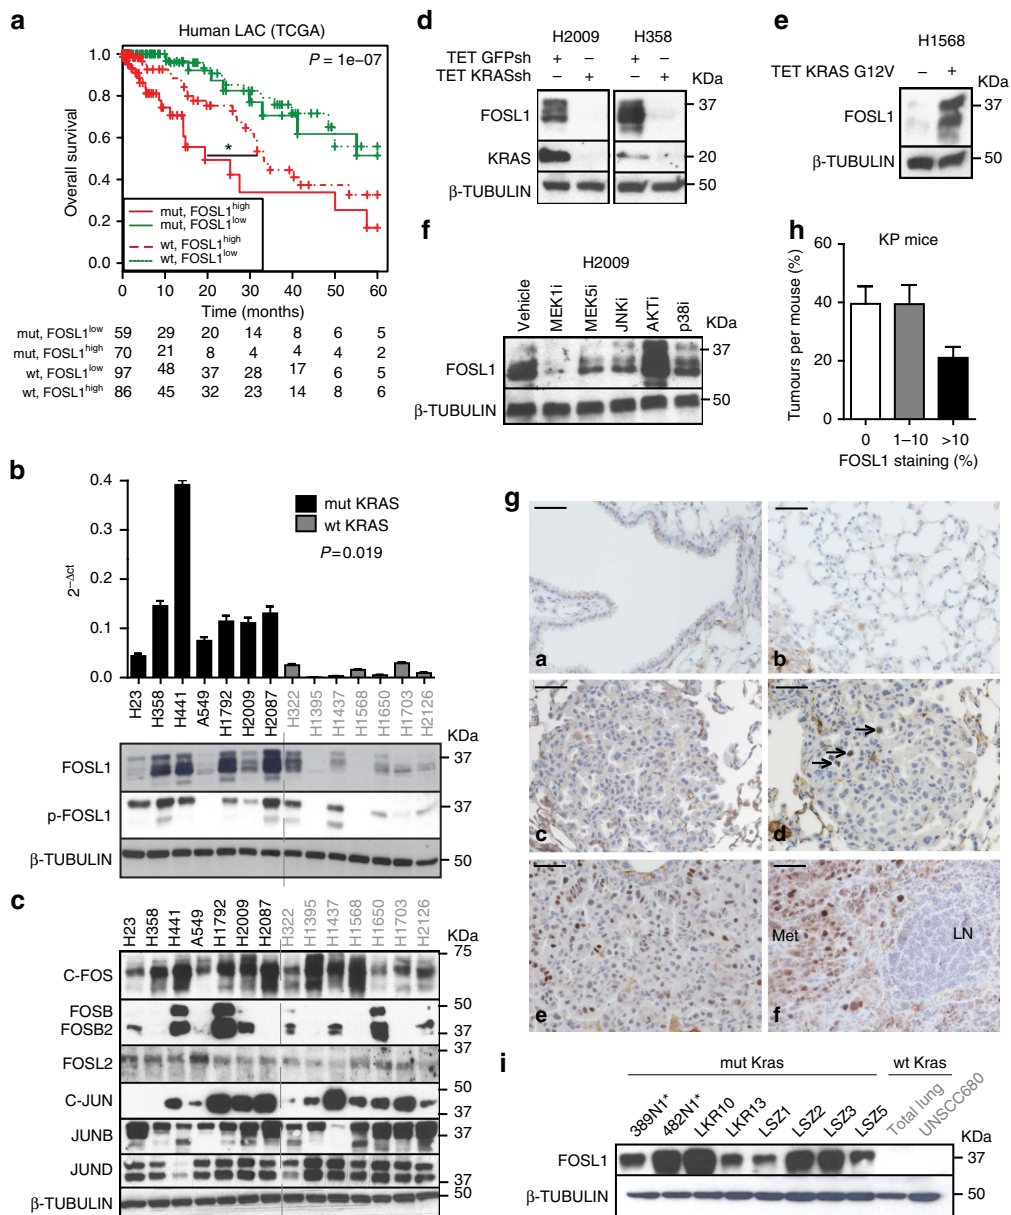 a
Human LAC (TCGA)
P = 1e–07
Overall survival
1.0
0.8
0.6
0.4
0.2
0.0
*
mut, FOSL1high
mut, FOSL1low
wt, FOSL1high
wt, FOSL1low
0 10 20 30 40 50 60
Time (months)
mut, FOSL1low 59 29 20 14 8 6 5
mut, FOSL1high 70 21 8 4 4 4 2
wt, FOSL1low 97 48 37 28 17 6 5
wt, FOSL1high 86 45 32 23 14 8 6
b
2–Δct
0.4
0.3
0.4
0.1
0.0
mut KRAS
wt KRAS
P=0.019
H23 H358 H441 A549 H1792 H2009 H2087 H322 H1395 H1437 H1568 H1650 H1703 H2126
KDa
FOSL1 37
p-FOSL1 37
β-TUBULIN 50
c
H23 H358 H441 A549 H1792 H2009 H2087 H322 H1395 H1437 H1568 H1650 H1703 H2126
KDa
75
C-FOS
FOSB 50
FOSB2 37
37
FOSL2
C-JUN 50
37
JUNB 37
JUND 50
37
β-TUBULIN 50
d
H2009 H358
TET GFPsh + – + –
TET KRASsh – + – +
KDa
FOSL1 37
KRAS 20
β-TUBULIN 50
e
H1568
TET KRAS G12V – +
KDa
FOSL1 37
β-TUBULIN 50
f
H2009
Vehicle MEK1i MEK5i JNKi AKTi p38i
KDa
37
FOSL1
50
β-TUBULIN
h
KP mice
Tumours per mouse (%)
60
40
20
0
0 1–10 >10
FOSL1 staining (%)
g
a
b
c
d
e
Met
LN
f
i
mut Kras
wt Kras
389N1* 482N1* LKR10 LKR13 LSZ1 LSZ2 LSZ3 LSZ5 Total lung UNSCC680
KDa
FOSL1 37
β-TUBULIN 50